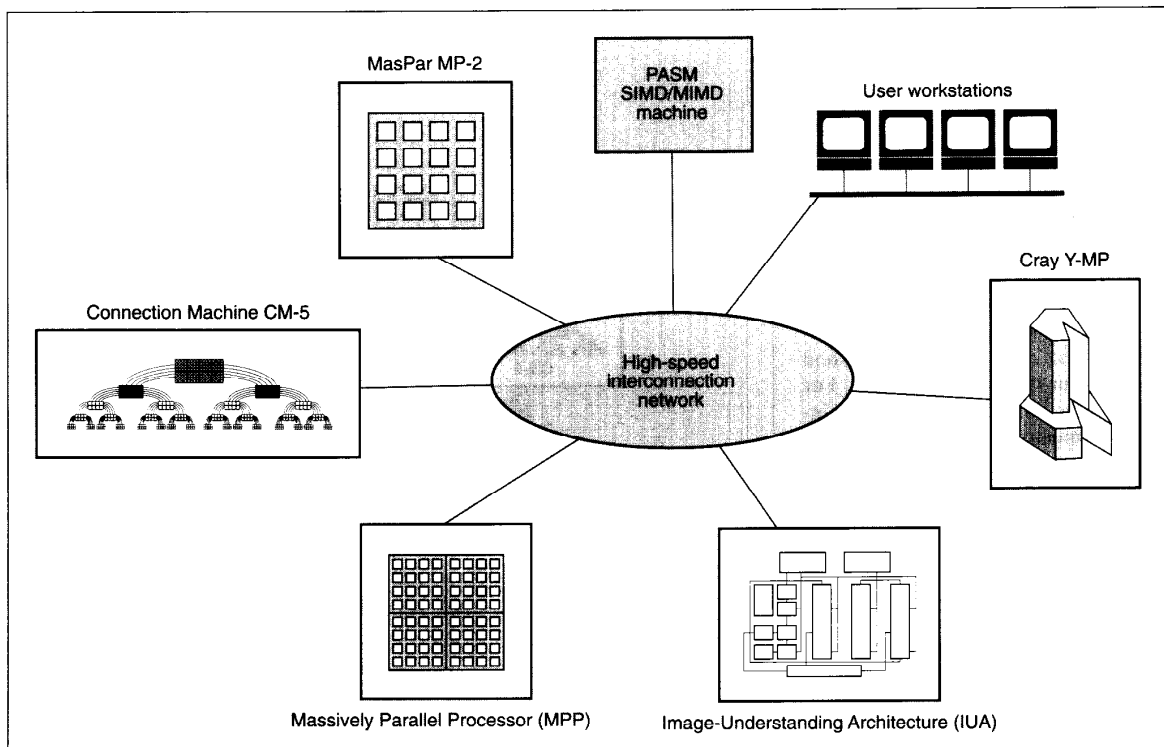 MasPar MP-2
PASM
SIMD/MIMD
machine
User workstations
Cray Y-MP
Connection Machine CM-5
High-speed
interconnection
network
Massively Parallel Processor (MPP)
Image-Understanding Architecture (IUA)